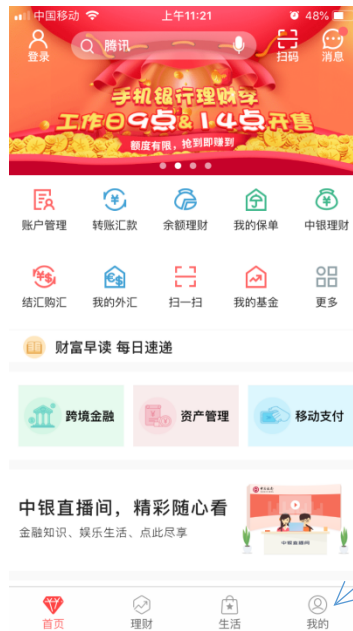 中国移动 上午11:21 48%
登录 腾讯 扫码 消息
手机银行理财季
工作日9点&14点开售
额度有限，抢到即赚到
账户管理 转账汇款 余额理财 我的保单 中银理财
结汇购汇 我的外汇 扫一扫 我的基金 更多
财富早读 每日速递
跨境金融 资产管理 移动支付
中银直播间，精彩随心看
金融知识、娱乐生活、点此尽享
中银直播间
首页 理财 生活 我的